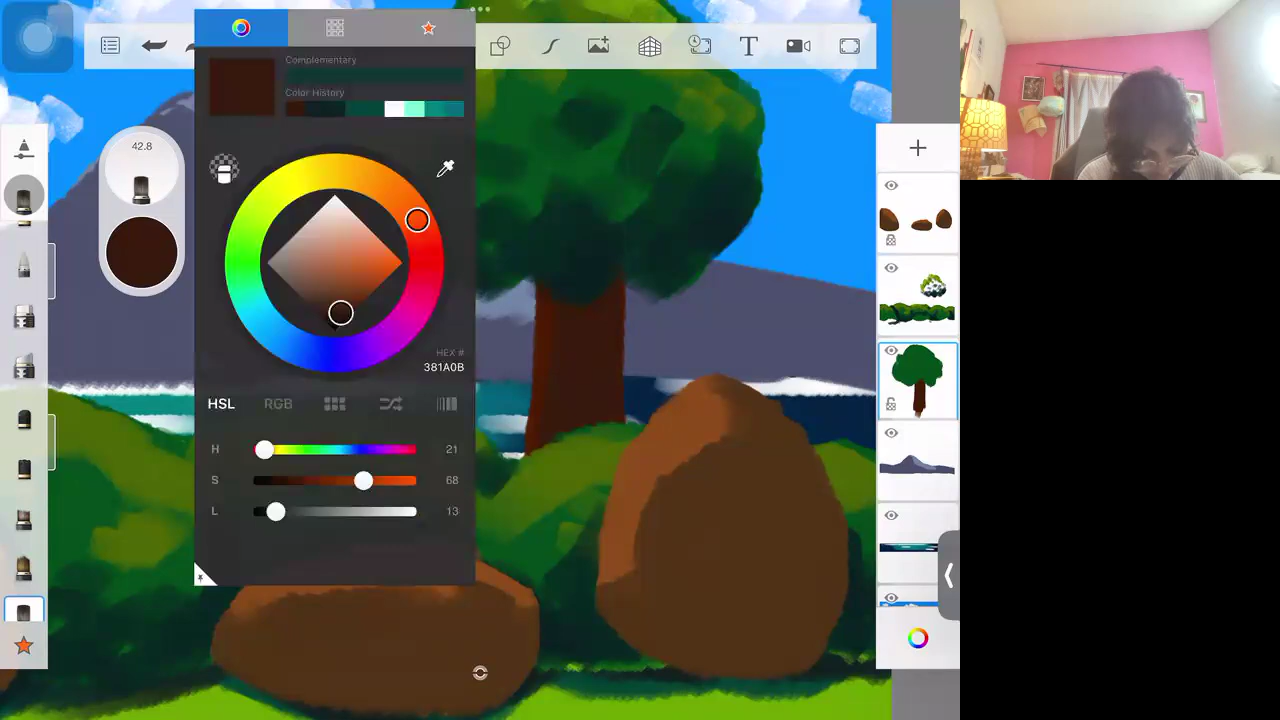 T
42.8
Complementary
Color History
HEX #
381A0B
HSL RGB
H 21
S 68
L 13